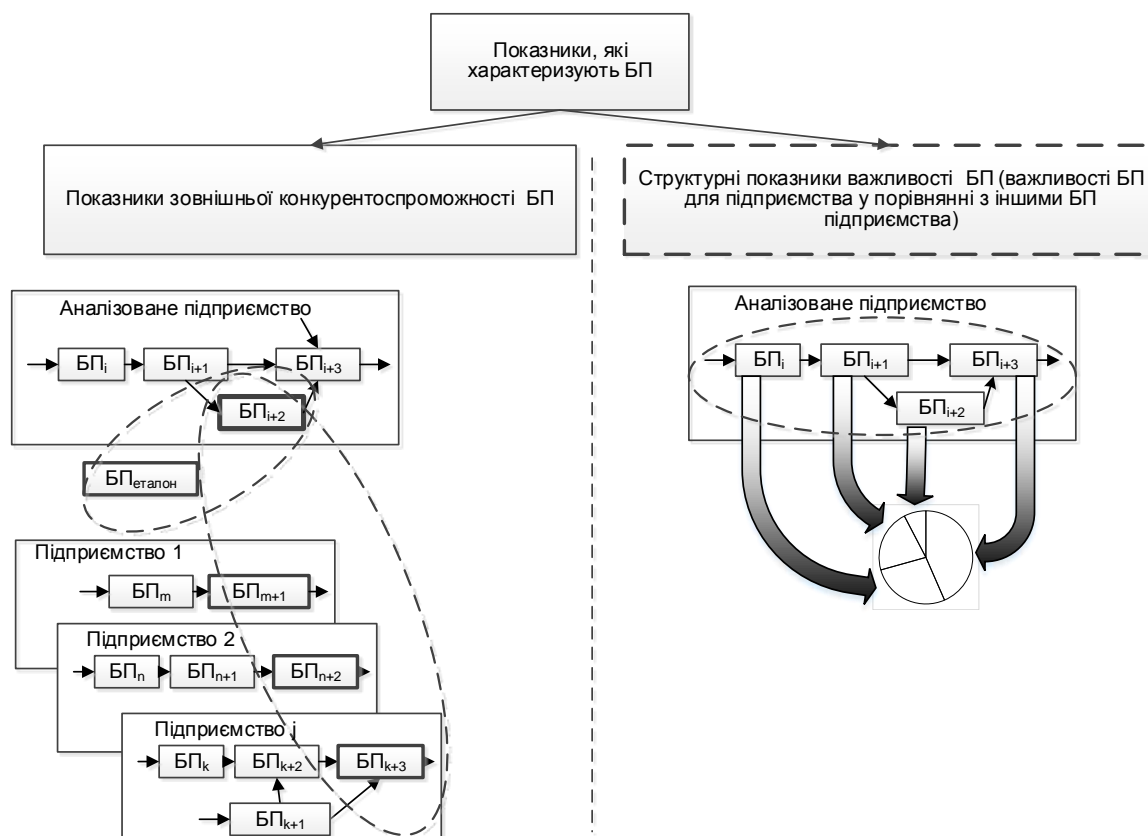 Показники, які
характеризують БП
Показники зовнішньої конкурентоспроможності БП
Структурні показники важливості БП (важливості БП
для підприємства у порівнянні з іншими БП
підприємства)
Аналізоване підприємство
БПi
БПi+1
БПi+3
БПi+2
БПеталон
Підприємство 1
БПm
БПm+1
Підприємство 2
БПn
БПn+1
БПn+2
Підприємство j
БПk
БПk+2
БПk+3
БПk+1
Аналізоване підприємство
БПi
БПi+1
БПi+3
БПi+2